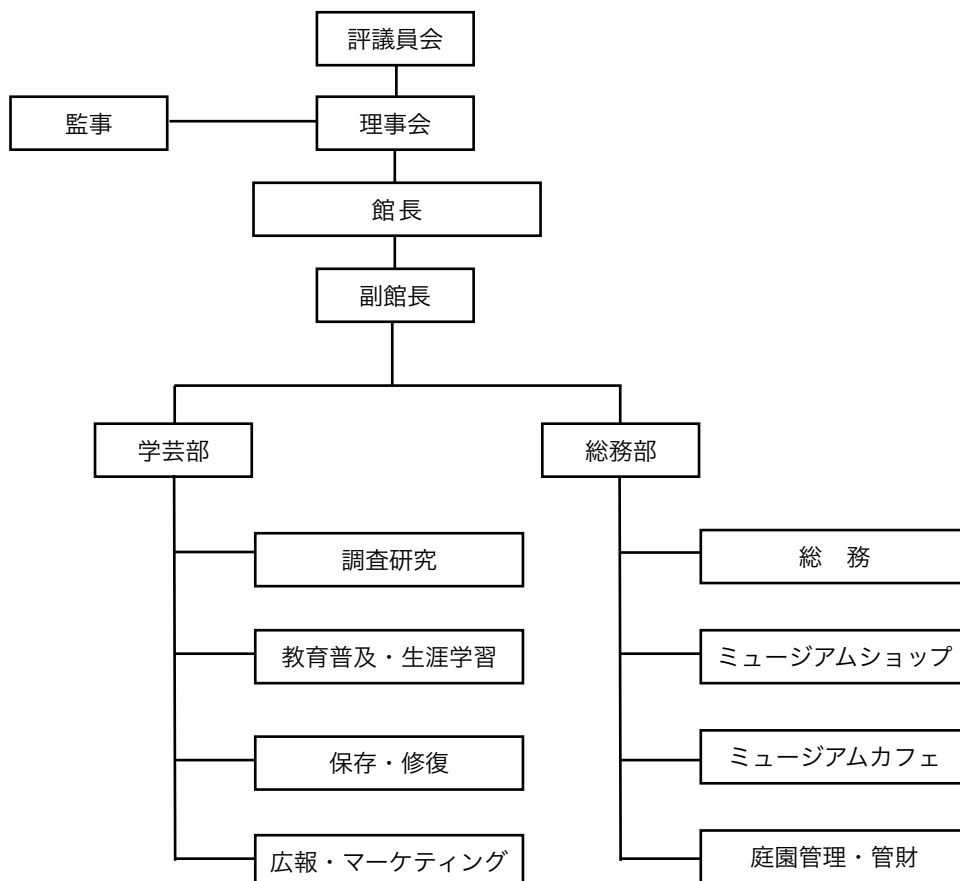 評議員会
監事
理事会
館長
副館長
学芸部
総務部
調査研究
教育普及・生涯学習
保存・修復
広報・マーケティング
総　務
ミュージアムショップ
ミュージアムカフェ
庭園管理・管財